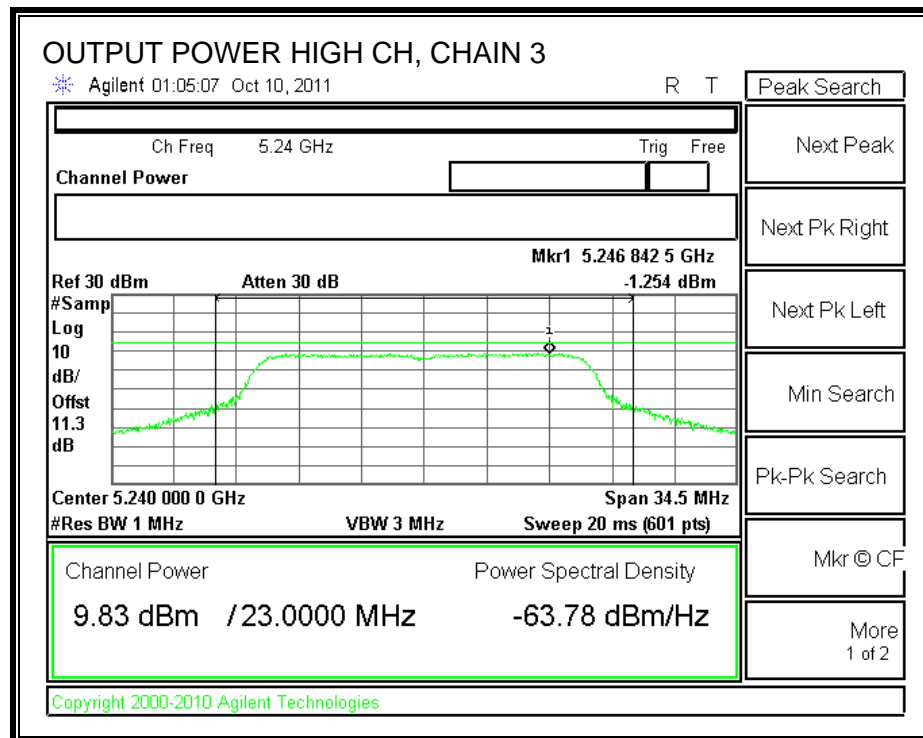 OUTPUT POWER HIGH CH, CHAIN 3
Agilent 01:05:07 Oct 10, 2011 R T
Peak Search
Ch Freq 5.24 GHz Trig Free
Channel Power
Next Peak
Next Pk Right
Mkr1 5.246 842 5 GHz
Ref 30 dBm Atten 30 dB -1.254 dBm
#Samp
Log
10
dB/
Offst
11.3
dB
1
Next Pk Left
Min Search
Pk-Pk Search
Center 5.240 000 0 GHz Span 34.5 MHz
#Res BW 1 MHz VBW 3 MHz Sweep 20 ms (601 pts)
Channel Power Power Spectral Density
9.83 dBm / 23.0000 MHz -63.78 dBm/Hz
Mkr © CF
More
1 of 2
Copyright 2000-2010 Agilent Technologies